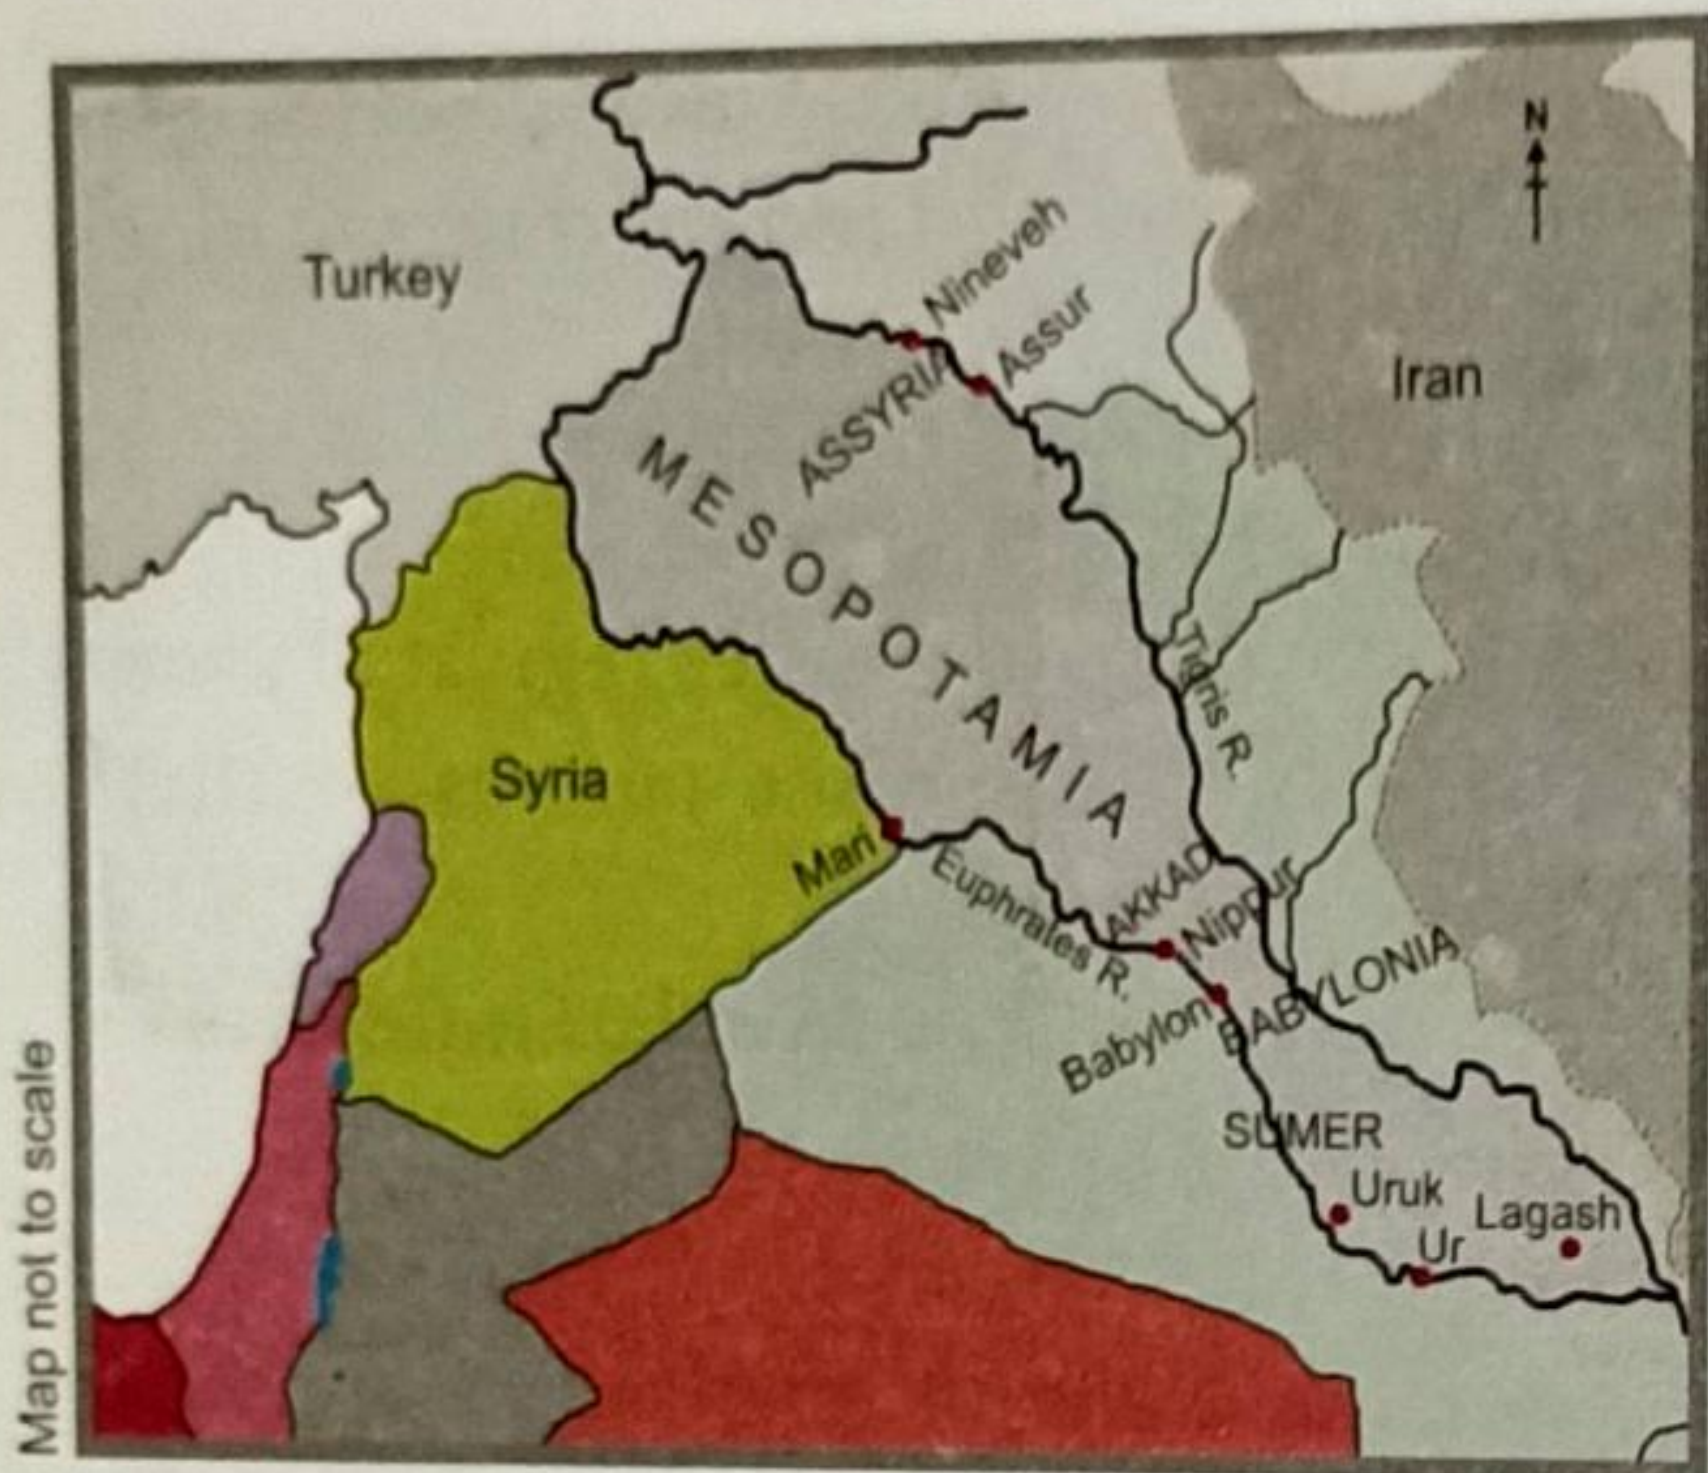 N
Turkey
Nineveh
Assur
Iran
ASSYRIA
MESOPOTAMIA
Tigris R.
Syria
Mari
Euphrates R.
AKKAD
Nippur
BABYLONIA
Babylon
SUMER
Uruk
Lagash
Ur
Map not to scale